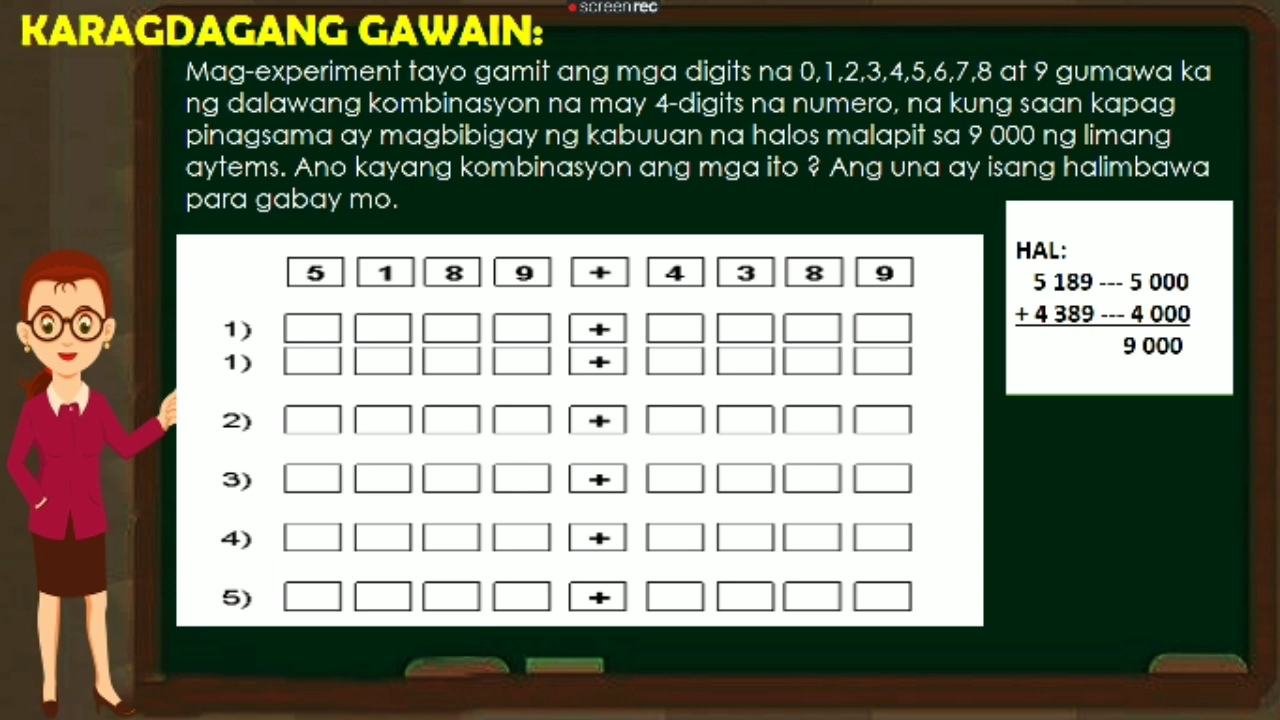 screenrec
KARAGDAGANG GAWAIN:
Mag-experiment tayo gamit ang mga digits na 0,1,2,3,4,5,6,7,8 at 9 gumawa ka
ng dalawang kombinasyon na may 4-digits na numero, na kung saan kapag
pinagsama ay magbibigay ng kabuuan na halos malapit sa 9 000 ng limang
aytems. Ano kayang kombinasyon ang mga ito ? Ang una ay isang halimbawa
para gabay mo.
5 1 8 9 + 4 3 8 9
1) +
1) +
2) +
3) +
4) +
5) +
HAL:
5 189 --- 5 000
+ 4 389 --- 4 000
9 000